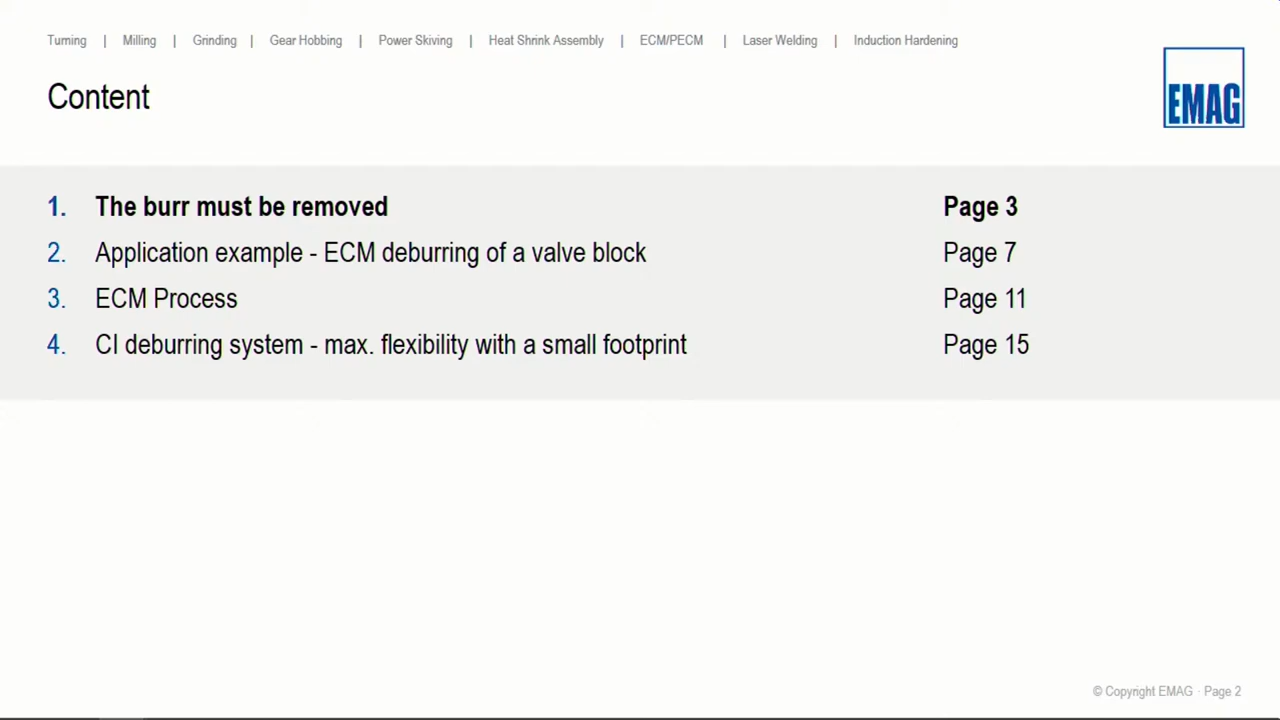 Turning | Milling | Grinding | Gear Hobbing | Power Skiving | Heat Shrink Assembly | ECM/PECM | Laser Welding | Induction Hardening
Content
EMAG
1. The burr must be removed Page 3
2. Application example - ECM deburring of a valve block Page 7
3. ECM Process Page 11
4. CI deburring system - max. flexibility with a small footprint Page 15
© Copyright EMAG · Page 2